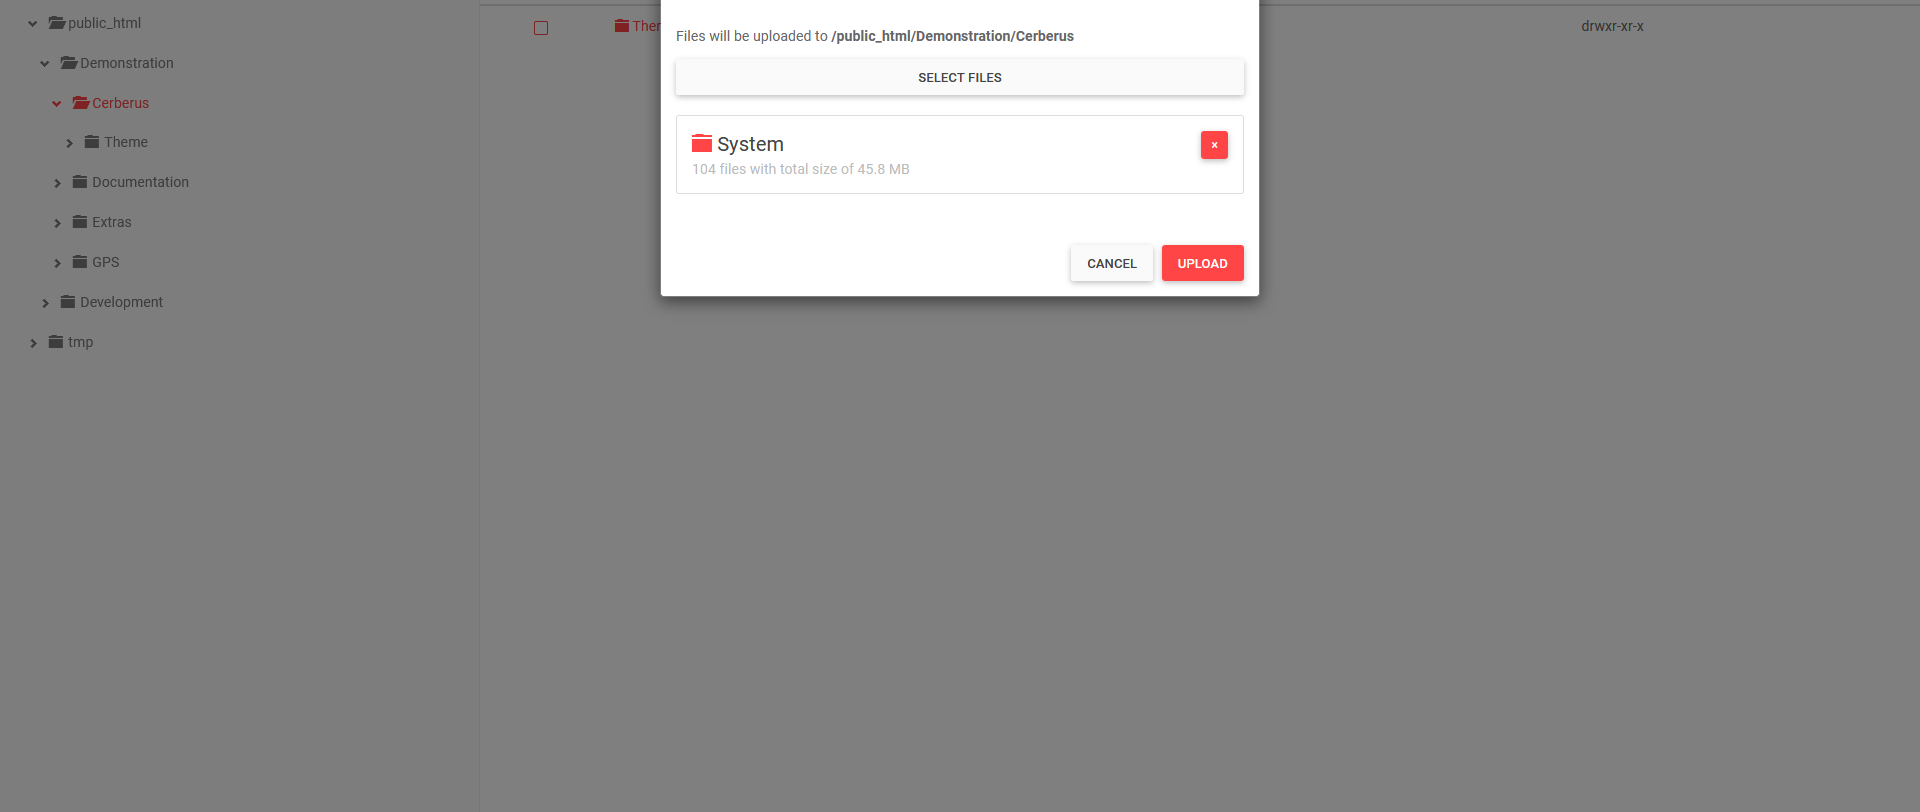 public_html
Demonstration
Cerberus
Theme
Documentation
Extras
GPS
Development
tmp
drwxr-xr-x
Files will be uploaded to /public_html/Demonstration/Cerberus
SELECT FILES
System
×
104 files with total size of 45.8 MB
CANCEL
UPLOAD